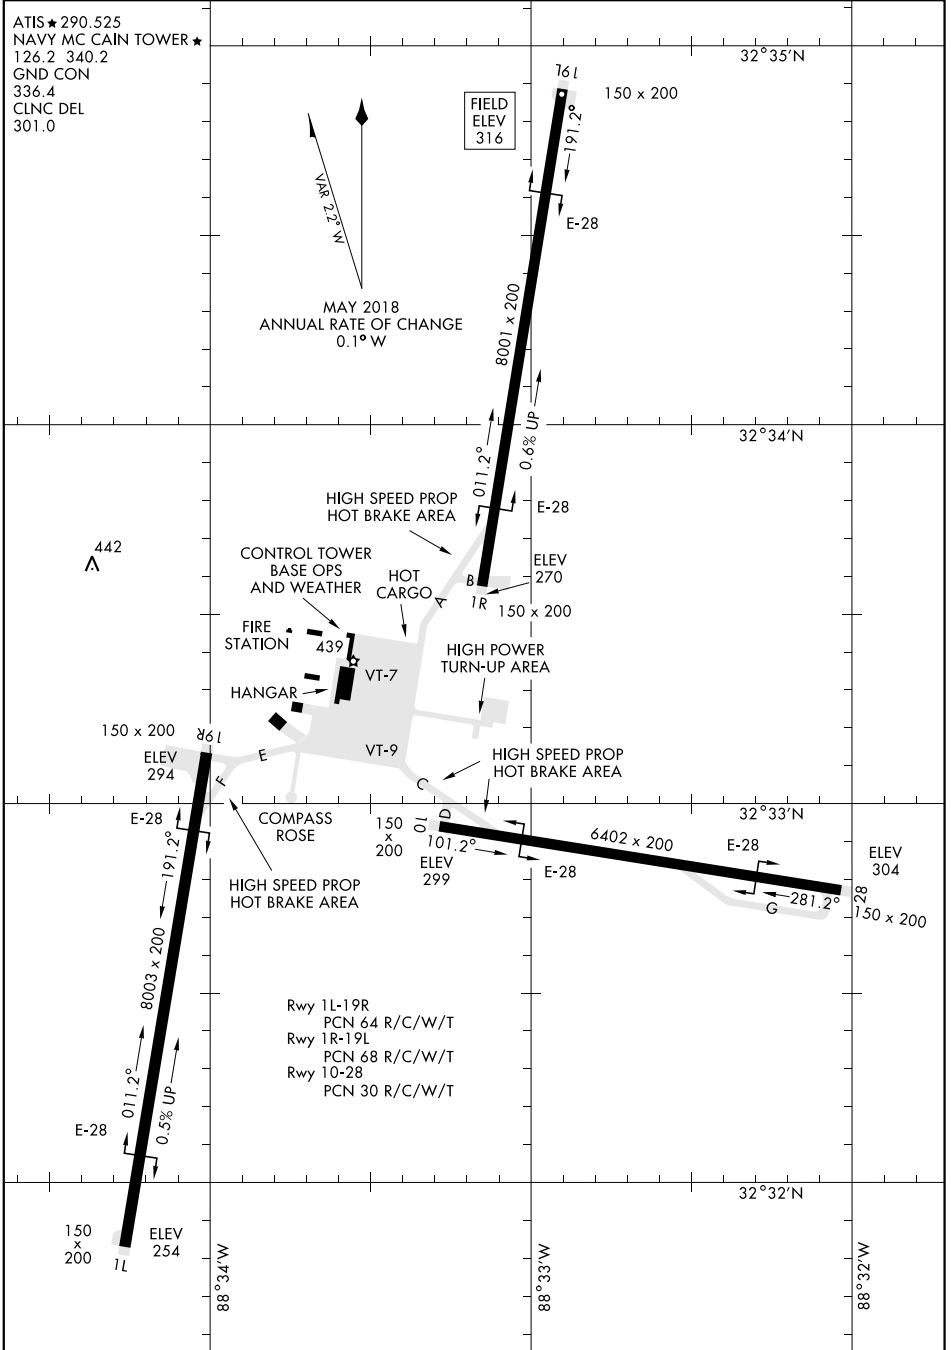 ATIS ★ 290.525
NAVY MC CAIN TOWER ★
126.2 340.2
GND CON
336.4
CLNC DEL
301.0
32°35'N
19L
150 x 200
FIELD
ELEV
316
191.2°
VAR 2.2° W
E-28
MAY 2018
ANNUAL RATE OF CHANGE
0.1° W
8001 x 200
32°34'N
0.6% UP
011.2°
HIGH SPEED PROP
HOT BRAKE AREA
E-28
442
CONTROL TOWER
BASE OPS
AND WEATHER
HOT
CARGO
ELEV
270
B
1R
150 x 200
A
FIRE
STATION
439
VT-7
HIGH POWER
TURN-UP AREA
HANGAR
150 x 200
19R
ELEV
294
E
F
VT-9
HIGH SPEED PROP
HOT BRAKE AREA
C
32°33'N
E-28
COMPASS
ROSE
150
x
200
10
D
101.2°
ELEV
299
6402 x 200
E-28
E-28
ELEV
304
191.2°
HIGH SPEED PROP
HOT BRAKE AREA
281.2°
28
G
150 x 200
8003 x 200
Rwy 1L-19R
PCN 64 R/C/W/T
Rwy 1R-19L
PCN 68 R/C/W/T
Rwy 10-28
PCN 30 R/C/W/T
011.2°
0.5% UP
E-28
32°32'N
150
x
200
ELEV
254
1L
88°34'W
88°33'W
88°32'W